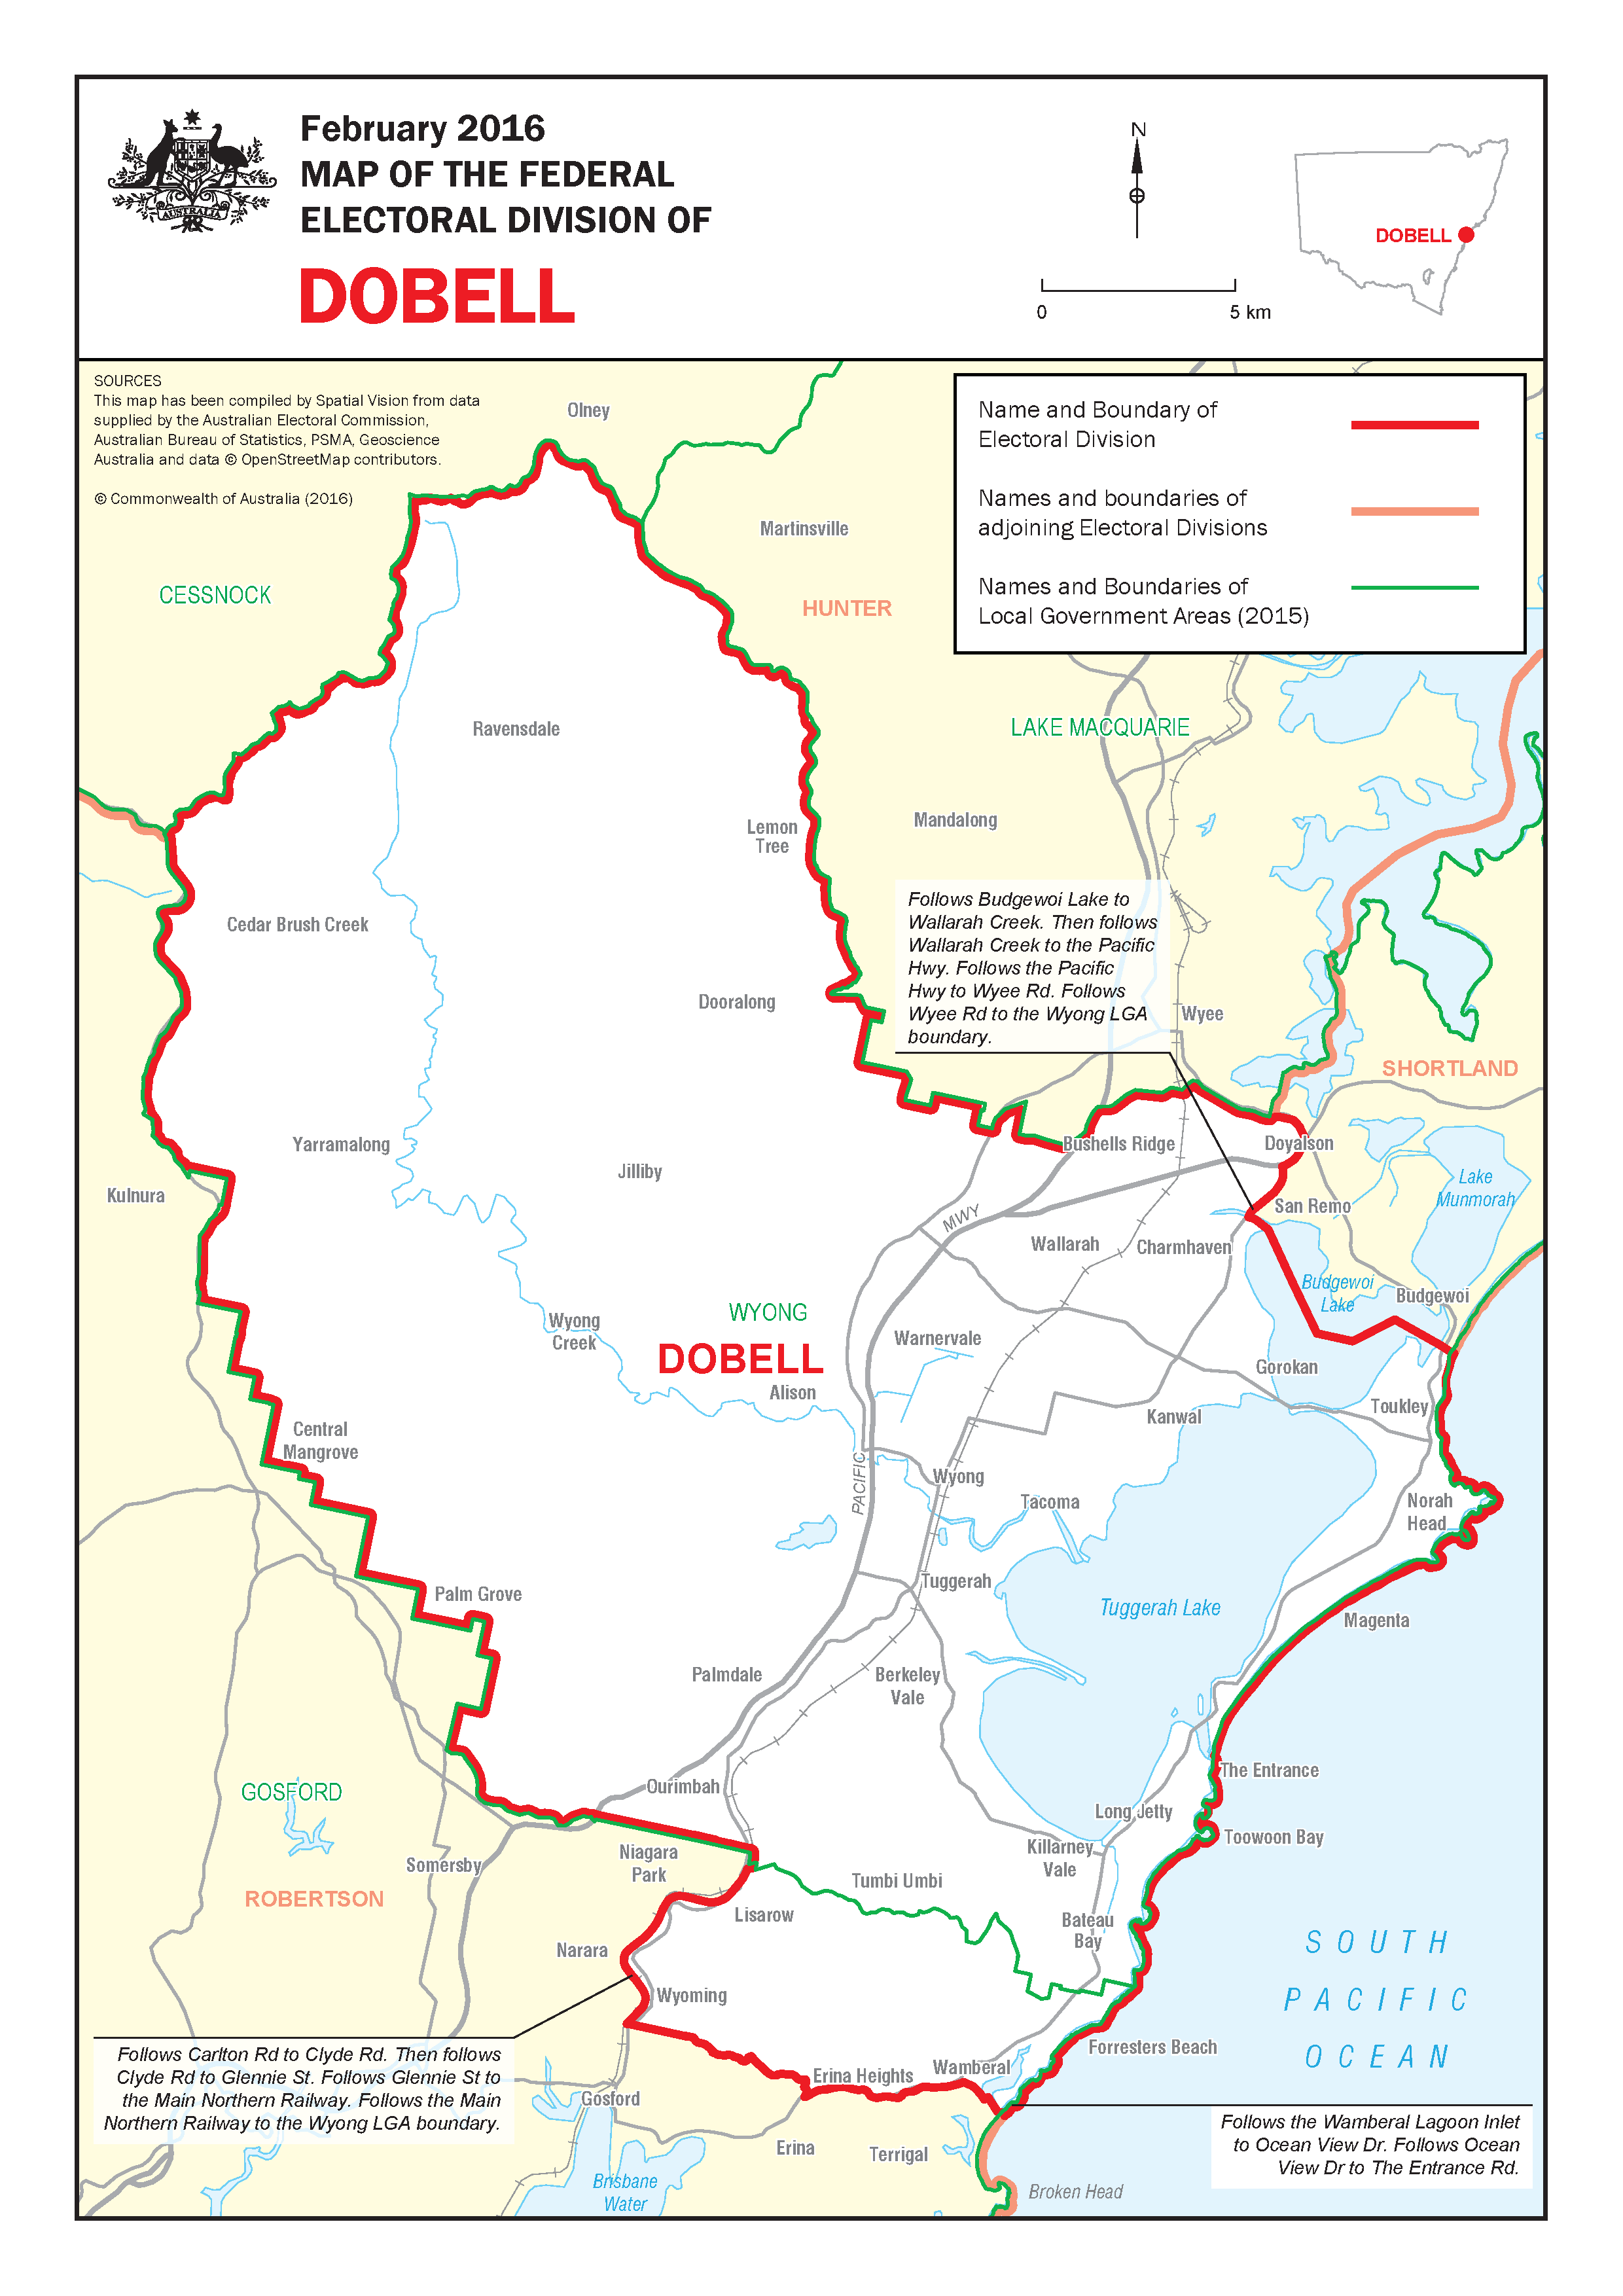 February 2016
MAP OF THE FEDERAL
ELECTORAL DIVISION OF
DOBELL
AUSTRALIA
N
0
5 km
DOBELL
SOURCES
This map has been compiled by Spatial Vision from data
supplied by the Australian Electoral Commission,
Australian Bureau of Statistics, PSMA, Geoscience
Australia and data © OpenStreetMap contributors.
© Commonwealth of Australia (2016)
Name and Boundary of
Electoral Division
Names and boundaries of
adjoining Electoral Divisions
Names and Boundaries of
Local Government Areas (2015)
Olney
Martinsville
CESSNOCK
HUNTER
LAKE MACQUARIE
Ravensdale
Lemon
Tree
Mandalong
Cedar Brush Creek
Follows Budgewoi Lake to
Wallarah Creek. Then follows
Wallarah Creek to the Pacific
Hwy. Follows the Pacific
Hwy to Wyee Rd. Follows
Wyee Rd to the Wyong LGA
boundary.
Dooralong
Wyee
SHORTLAND
Yarramalong
Bushells Ridge
Doyalson
Jilliby
Kulnura
Lake
Munmorah
San Remo
MWY
Wallarah
Charmhaven
Budgewoi
Lake
Budgewoi
WYONG
Wyong
Creek
DOBELL
Warnervale
Gorokan
Alison
Toukley
Kanwal
Central
Mangrove
PACIFIC
Wyong
Tacoma
Norah
Head
Palm Grove
Tuggerah
Tuggerah Lake
Magenta
Palmdale
Berkeley
Vale
The Entrance
Ourimbah
GOSFORD
Long Jetty
Toowoon Bay
Killarney
Vale
Niagara
Park
Somersby
Tumbi Umbi
ROBERTSON
Lisarow
Bateau
Bay
SOUTH
PACIFIC
OCEAN
Narara
Wyoming
Forresters Beach
Follows Carlton Rd to Clyde Rd. Then follows
Clyde Rd to Glennie St. Follows Glennie St to
the Main Northern Railway. Follows the Main
Northern Railway to the Wyong LGA boundary.
Erina Heights
Wamberal
Gosford
Follows the Wamberal Lagoon Inlet
to Ocean View Dr. Follows Ocean
View Dr to The Entrance Rd.
Erina
Terrigal
Brisbane
Water
Broken Head